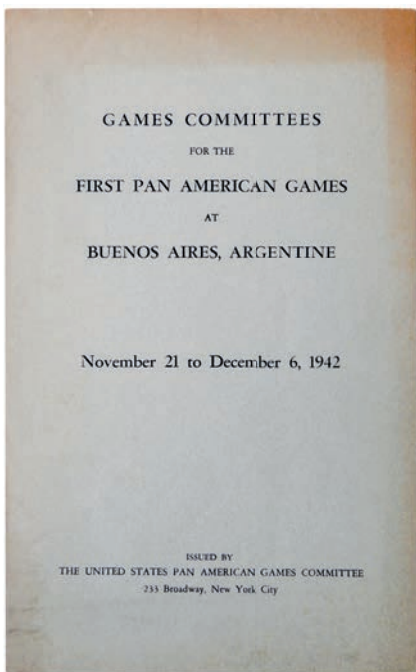 GAMES COMMITTEES
FOR THE
FIRST PAN AMERICAN GAMES
AT
BUENOS AIRES, ARGENTINE
November 21 to December 6, 1942
ISSUED BY
THE UNITED STATES PAN AMERICAN GAMES COMMITTEE
233 Broadway, New York City